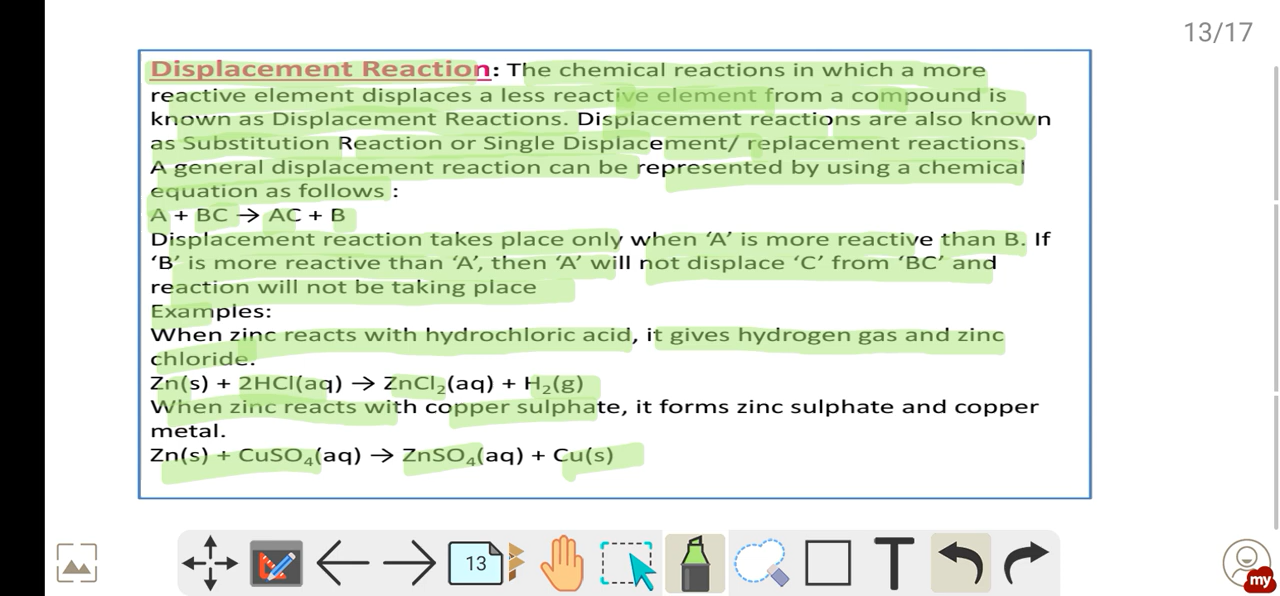 13/17
Displacement Reaction: The chemical reactions in which a more
reactive element displaces a less reactive element from a compound is
known as Displacement Reactions. Displacement reactions are also known
as Substitution Reaction or Single Displacement/ replacement reactions.
A general displacement reaction can be represented by using a chemical
equation as follows :
A + BC → AC + B
Displacement reaction takes place only when ‘A’ is more reactive than B. If
‘B’ is more reactive than ‘A’, then ‘A’ will not displace ‘C’ from ‘BC’ and
reaction will not be taking place
Examples:
When zinc reacts with hydrochloric acid, it gives hydrogen gas and zinc
chloride.
Zn(s) + 2HCl(aq) → ZnCl₂(aq) + H₂(g)
When zinc reacts with copper sulphate, it forms zinc sulphate and copper
metal.
Zn(s) + CuSO₄(aq) → ZnSO₄(aq) + Cu(s)
13
T
my